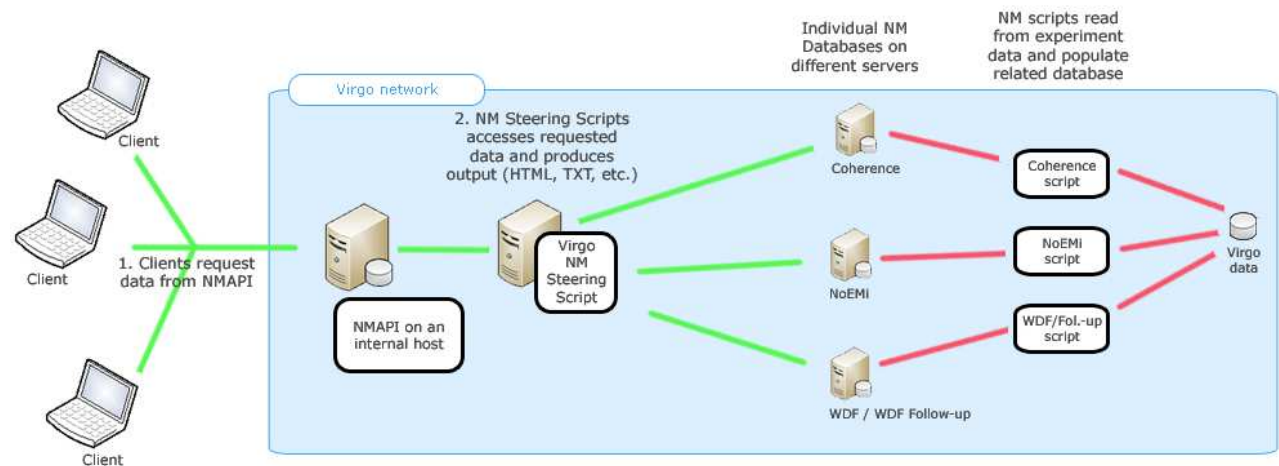 Individual NM
Databases on
different servers
NM scripts read
from experiment
data and populate
related database
Virgo network
Client
2. NM Steering Scripts
accesses requested
data and produces
output (HTML, TXT, etc.)
Coherence
Coherence
script
Client
1. Clients request
data from NMAPI
NMAPI on an
internal host
Virgo
NM
Steering
Script
NoEMi
NoEMi
script
Virgo
data
WDF/Fol.-up
script
WDF / WDF Follow-up
Client